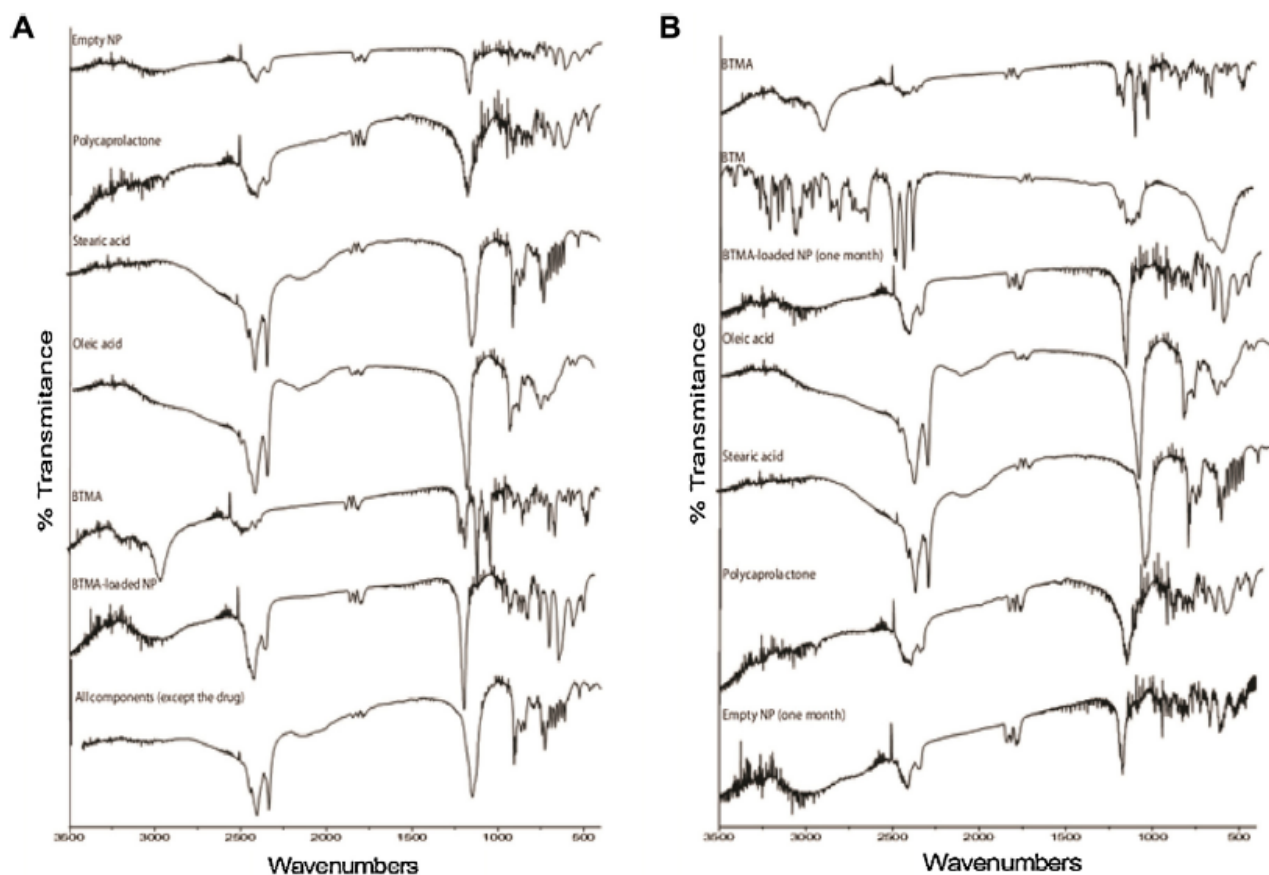 A
Empty NP
Polycaprolactone
Stearic acid
Oleic acid
BTMA
BTMA-loaded NP
All components (except the drug)
% Transmitance
3500 3000 2500 2000 1500 1000 500
Wavenumbers
B
BTMA
BTM
BTMA-loaded NP (one month)
Oleic acid
Stearic acid
Polycaprolactone
Empty NP (one month)
% Transmitance
3500 3000 2500 2000 1500 1000 500
Wavenumbers